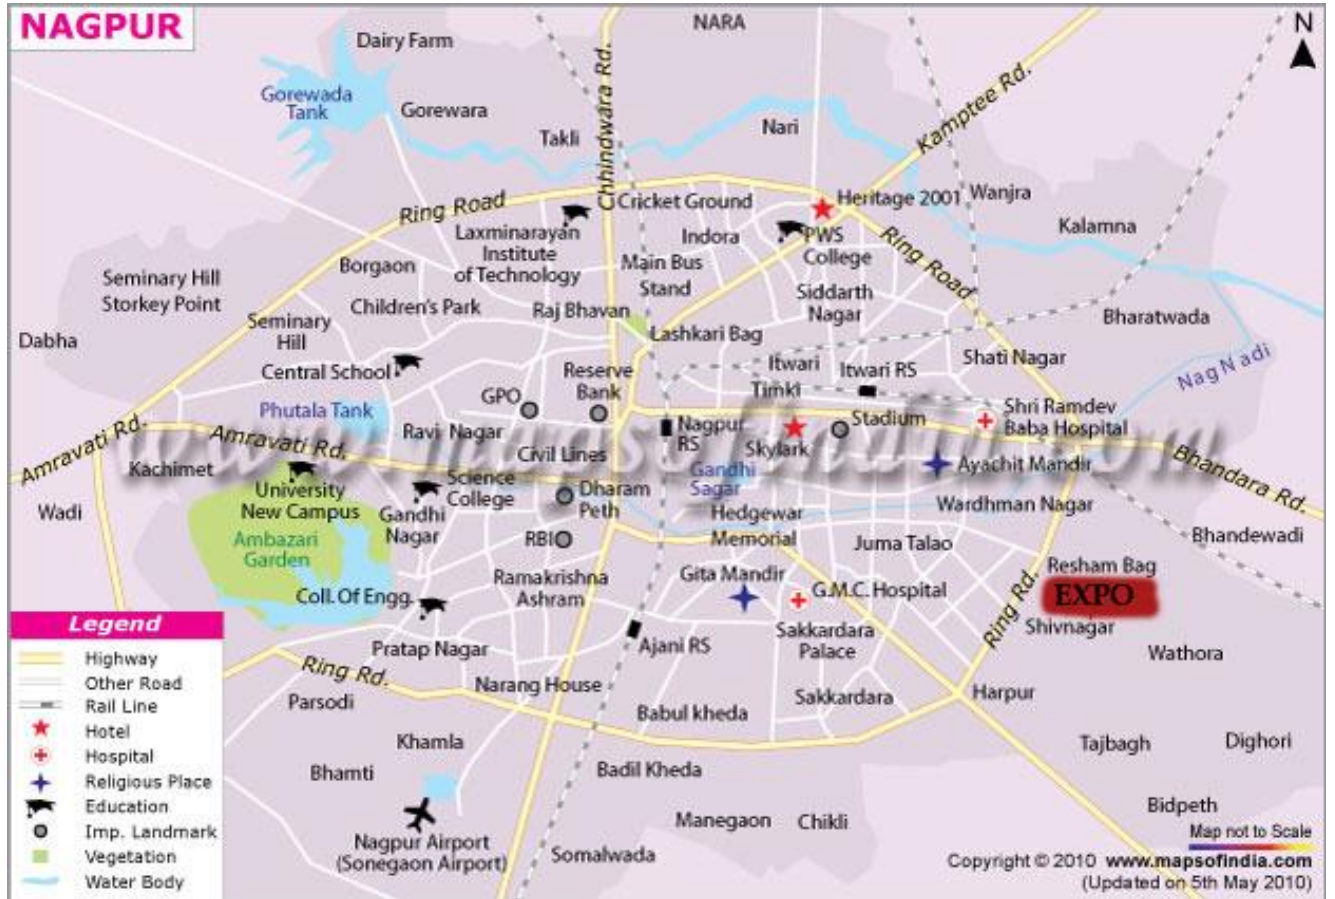 NAGPUR
N
NARA
Dairy Farm
Gorewada
Tank
Gorewara
Takli
Nari
Chhindwara Rd.
Kamptee Rd.
Ring Road
Cricket Ground
Heritage 2001
Wanjra
Kalamna
Laxminarayan
Institute
of Technology
Indora
PWS
College
Ring Road
Main Bus
Stand
Borgaon
Seminary Hill
Storkey Point
Children's Park
Raj Bhavan
Siddarth
Nagar
Bharatwada
Dabha
Seminary
Hill
Lashkari Bag
Shati Nagar
Central School
Reserve
Bank
Itwari
Itwari RS
Timki
Nag Nadi
GPO
Phutala Tank
Shri Ramdev
Baba Hospital
Stadium
Amravati Rd.
Amravati Rd.
Ravi Nagar
Nagpur
RS
Skylark
www.mapsofindia.com
Kachimet
Civil Lines
Gandhi
Sagar
Ayachit Mandir
Bhandara Rd.
University
New Campus
Science
College
Dharam
Peth
Wadi
Gandhi
Nagar
Hedgewar
Memorial
Wardhman Nagar
Bhandewadi
Ambazari
Garden
RBI
Juma Talao
Resham Bag
EXPO
Shivnagar
Coll. Of Engg.
Ramakrishna
Ashram
Gita Mandir
G.M.C. Hospital
Ring Rd.
Pratap Nagar
Ajani RS
Sakkardara
Palace
Wathora
Ring Rd.
Narang House
Sakkardara
Harpur
Parsodi
Babul kheda
Khamla
Tajbagh
Dighori
Bhamti
Badil Kheda
Bidpeth
Manegaon
Chikli
Nagpur Airport
(Sonegaon Airport)
Somalwada
Legend
Highway
Other Road
Rail Line
Hotel
Hospital
Religious Place
Education
Imp. Landmark
Vegetation
Water Body
Map not to Scale
Copyright © 2010 www.mapsofindia.com
(Updated on 5th May 2010)